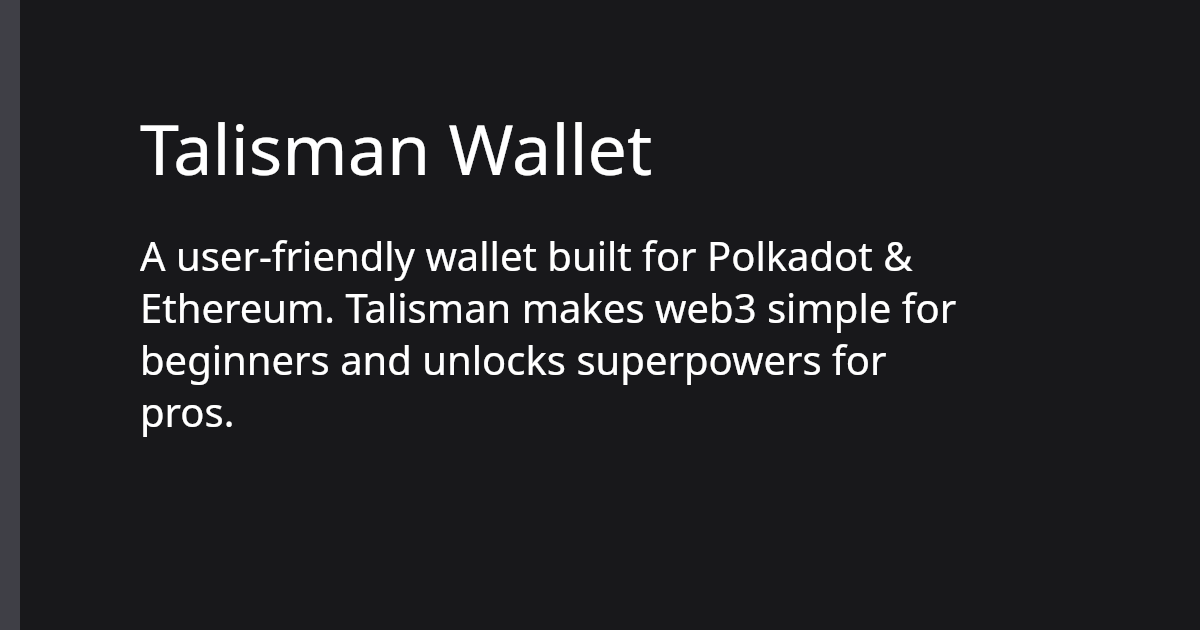 Talisman Wallet
A user-friendly wallet built for Polkadot &
Ethereum. Talisman makes web3 simple for
beginners and unlocks superpowers for
pros.